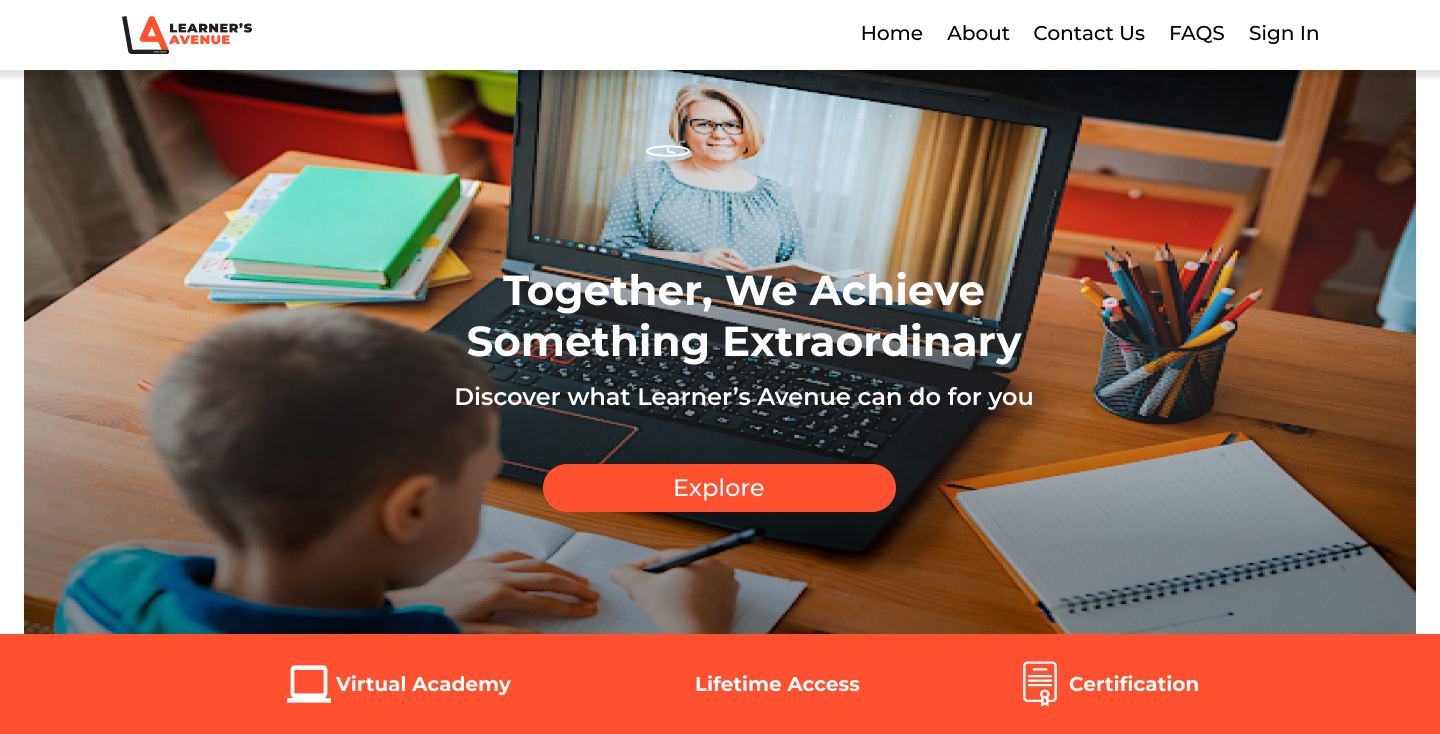 LEARNER'S
AVENUE
Home About Contact Us FAQS Sign In
Together, We Achieve
Something Extraordinary
Discover what Learner’s Avenue can do for you
Explore
Virtual Academy Lifetime Access Certification